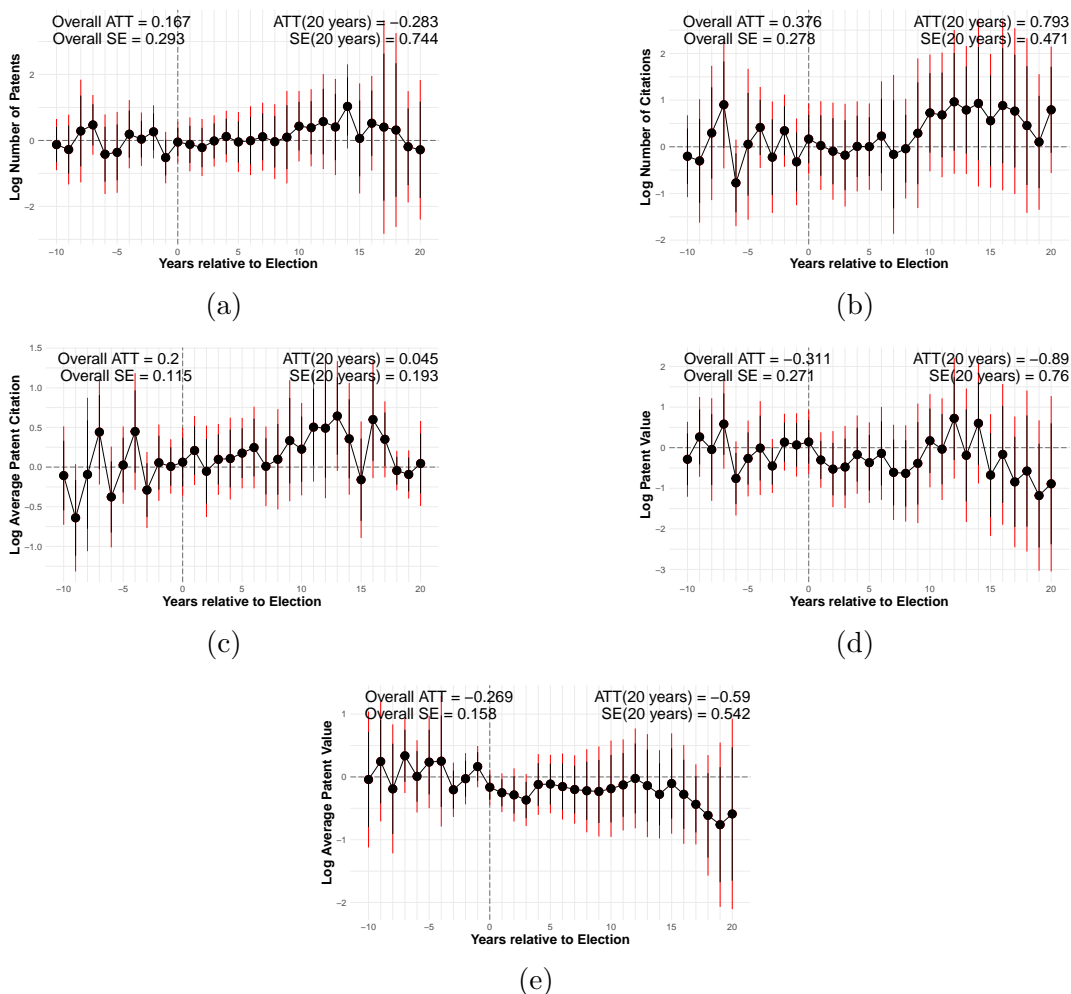 Overall ATT = 0.167 ATT(20 years) = −0.283
Overall SE = 0.293 SE(20 years) = 0.744
Log Number of Patents
2
0
−2
−10 −5 0 5 10 15 20
Years relative to Election
(a)
Overall ATT = 0.376 ATT(20 years) = 0.793
Overall SE = 0.278 SE(20 years) = 0.471
Log Number of Citations
2
1
0
−1
−2
−10 −5 0 5 10 15 20
Years relative to Election
(b)
Overall ATT = 0.2 ATT(20 years) = 0.045
Overall SE = 0.115 SE(20 years) = 0.193
Log Average Patent Citation
1.5
1.0
0.5
0.0
−0.5
−1.0
−10 −5 0 5 10 15 20
Years relative to Election
(c)
Overall ATT = −0.311 ATT(20 years) = −0.89
Overall SE = 0.271 SE(20 years) = 0.76
Log Patent Value
2
1
0
−1
−2
−3
−10 −5 0 5 10 15 20
Years relative to Election
(d)
Overall ATT = −0.269 ATT(20 years) = −0.59
Overall SE = 0.158 SE(20 years) = 0.542
Log Average Patent Value
1
0
−1
−2
−10 −5 0 5 10 15 20
Years relative to Election
(e)